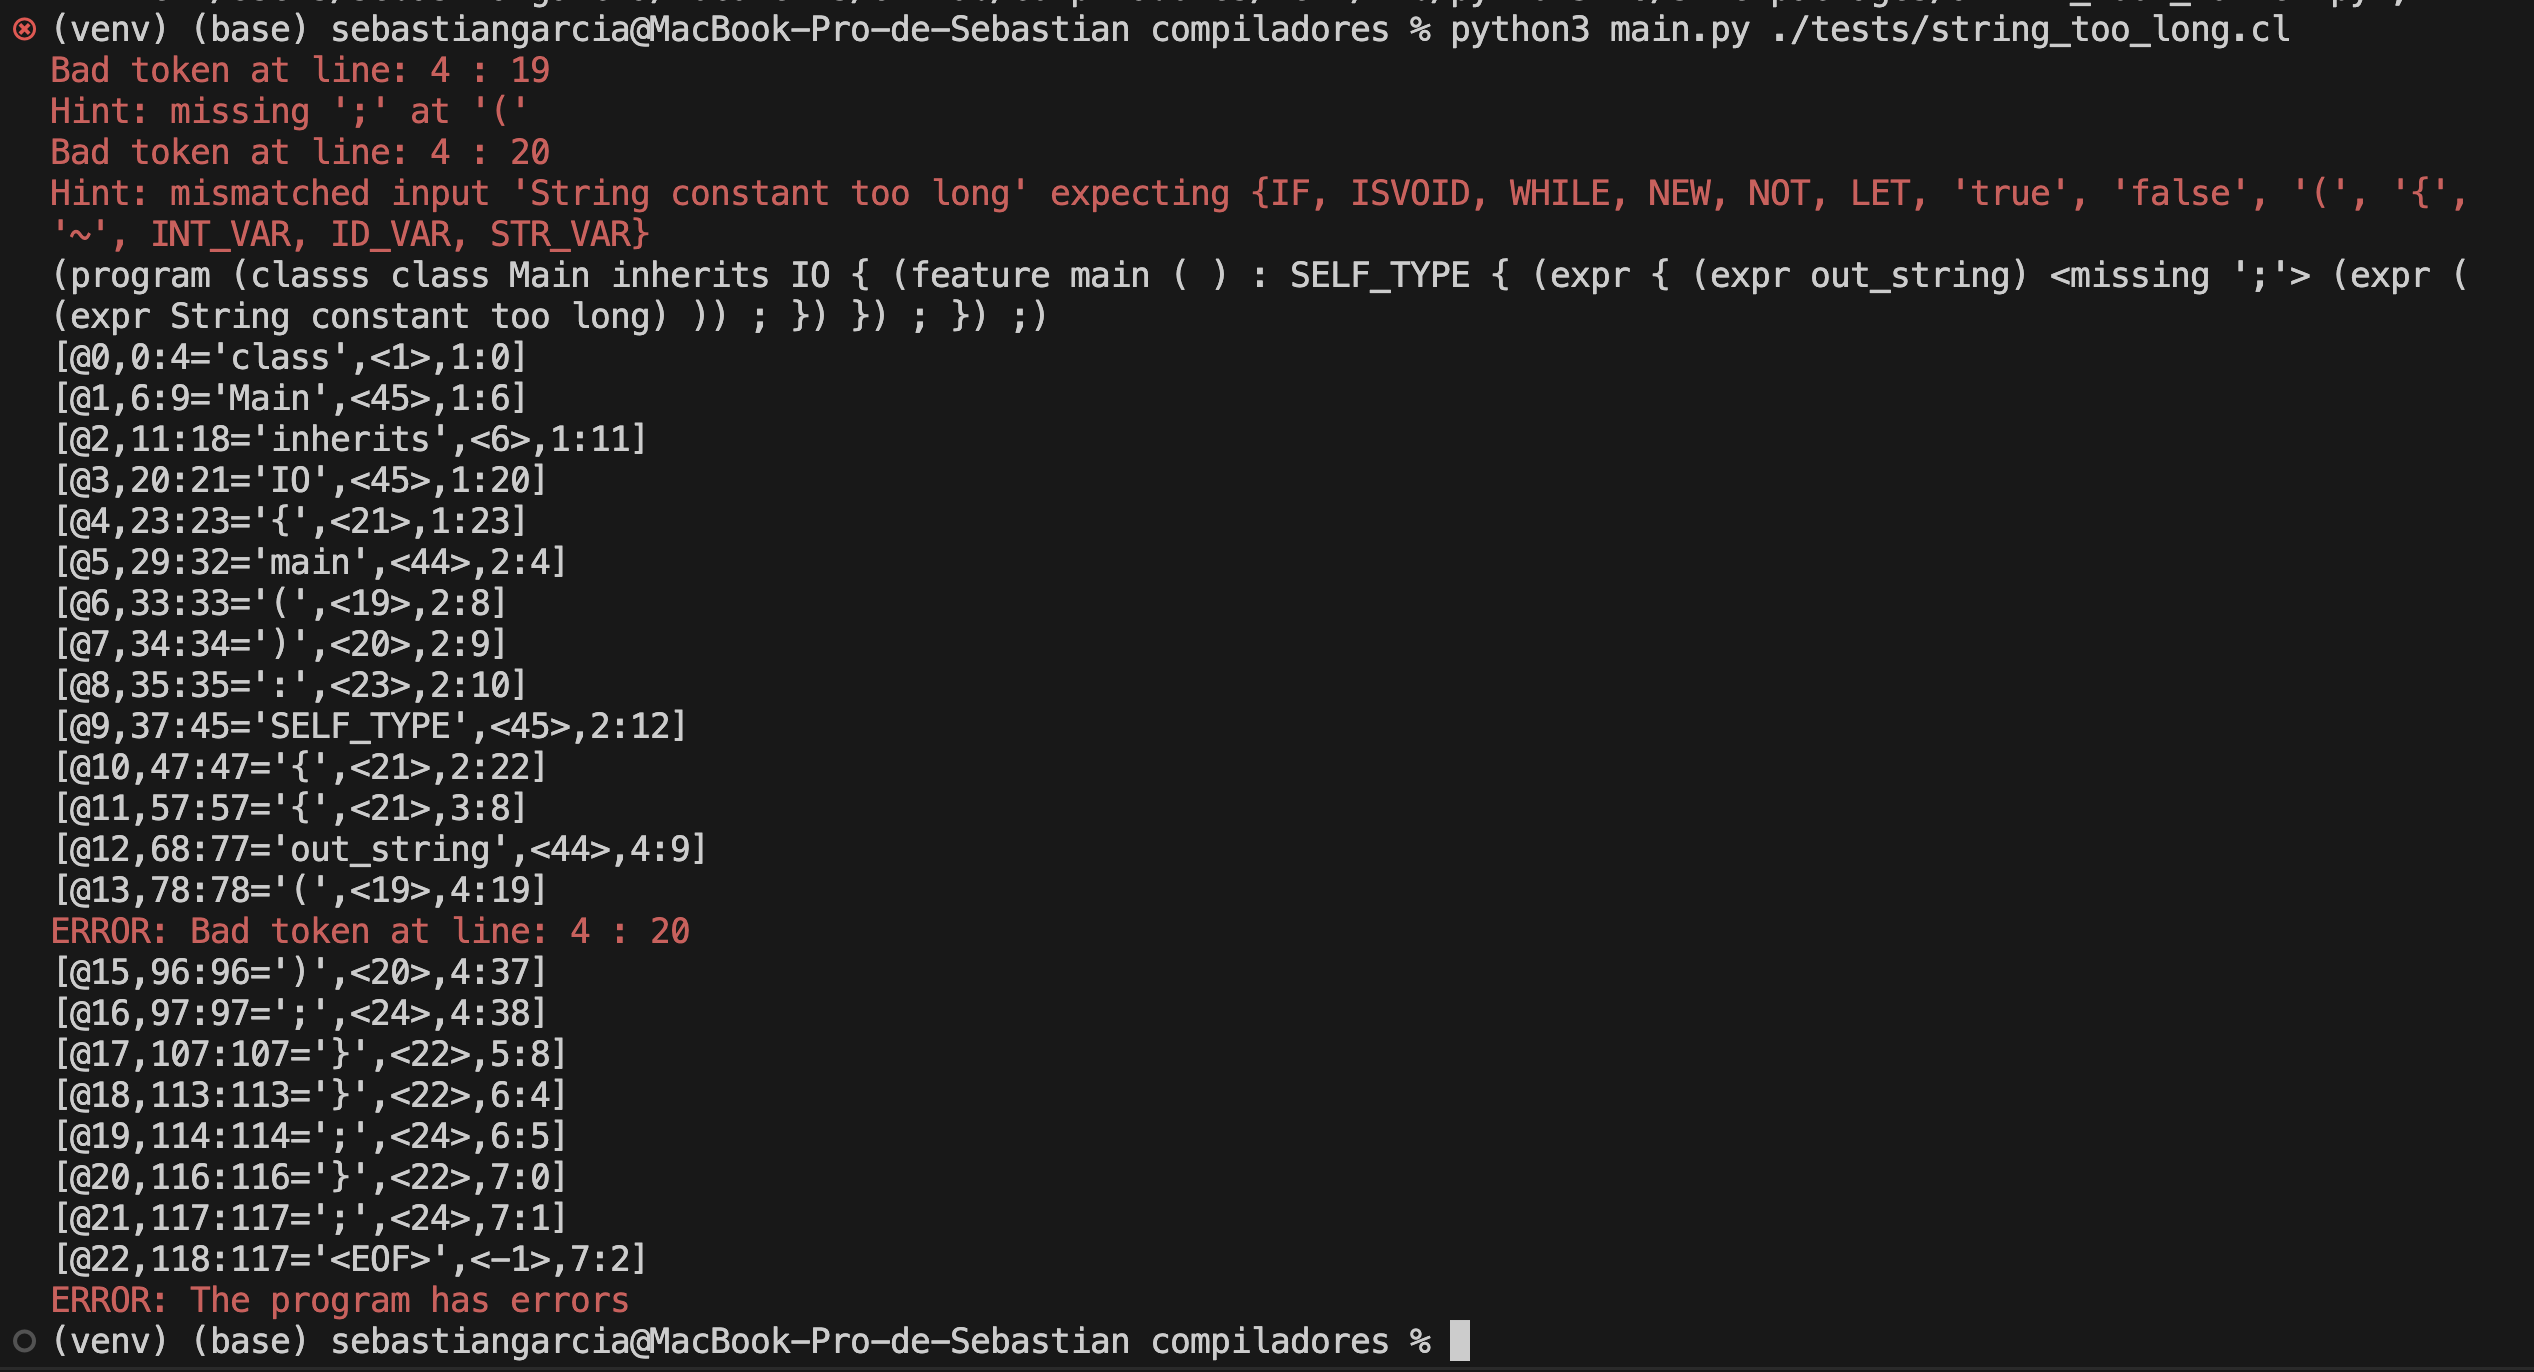 (venv) (base) sebastiangarcia@MacBook-Pro-de-Sebastian compiladores % python3 main.py ./tests/string_too_long.cl
Bad token at line: 4 : 19
Hint: missing ';' at '('
Bad token at line: 4 : 20
Hint: mismatched input 'String constant too long' expecting {IF, ISVOID, WHILE, NEW, NOT, LET, 'true', 'false', '(', '{',
'~', INT_VAR, ID_VAR, STR_VAR}
(program (classs class Main inherits IO { (feature main ( ) : SELF_TYPE { (expr { (expr out_string) <missing ';'> (expr (
(expr String constant too long) )) ; }) }) ; }) ;)
[@0,0:4='class',<1>,1:0]
[@1,6:9='Main',<45>,1:6]
[@2,11:18='inherits',<6>,1:11]
[@3,20:21='IO',<45>,1:20]
[@4,23:23='{',<21>,1:23]
[@5,29:32='main',<44>,2:4]
[@6,33:33='(',<19>,2:8]
[@7,34:34=')',<20>,2:9]
[@8,35:35=':',<23>,2:10]
[@9,37:45='SELF_TYPE',<45>,2:12]
[@10,47:47='{',<21>,2:22]
[@11,57:57='{',<21>,3:8]
[@12,68:77='out_string',<44>,4:9]
[@13,78:78='(',<19>,4:19]
ERROR: Bad token at line: 4 : 20
[@15,96:96=')',<20>,4:37]
[@16,97:97=';',<24>,4:38]
[@17,107:107='}',<22>,5:8]
[@18,113:113='}',<22>,6:4]
[@19,114:114=';',<24>,6:5]
[@20,116:116='}',<22>,7:0]
[@21,117:117=';',<24>,7:1]
[@22,118:117='<EOF>',<-1>,7:2]
ERROR: The program has errors
(venv) (base) sebastiangarcia@MacBook-Pro-de-Sebastian compiladores %